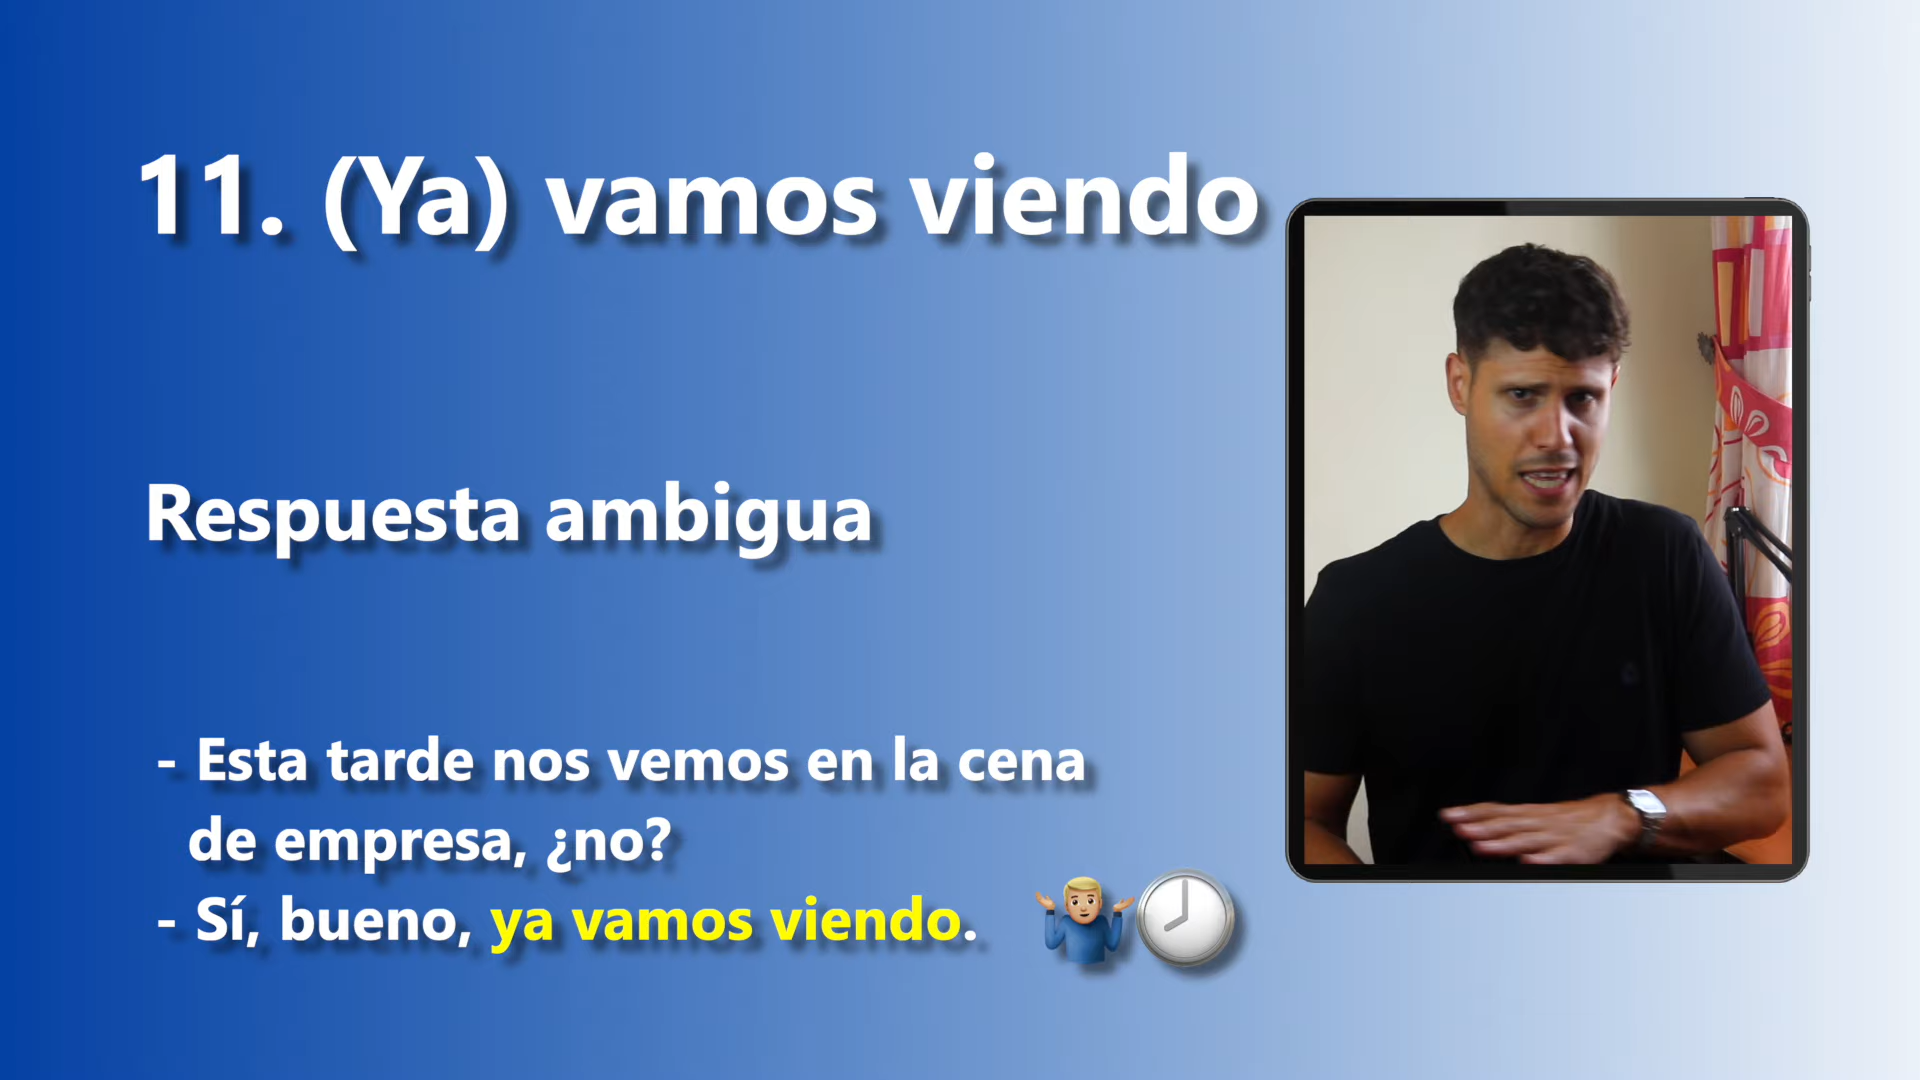 11. (Ya) vamos viendo
Respuesta ambigua
- Esta tarde nos vemos en la cena
de empresa, ¿no?
- Sí, bueno, ya vamos viendo.